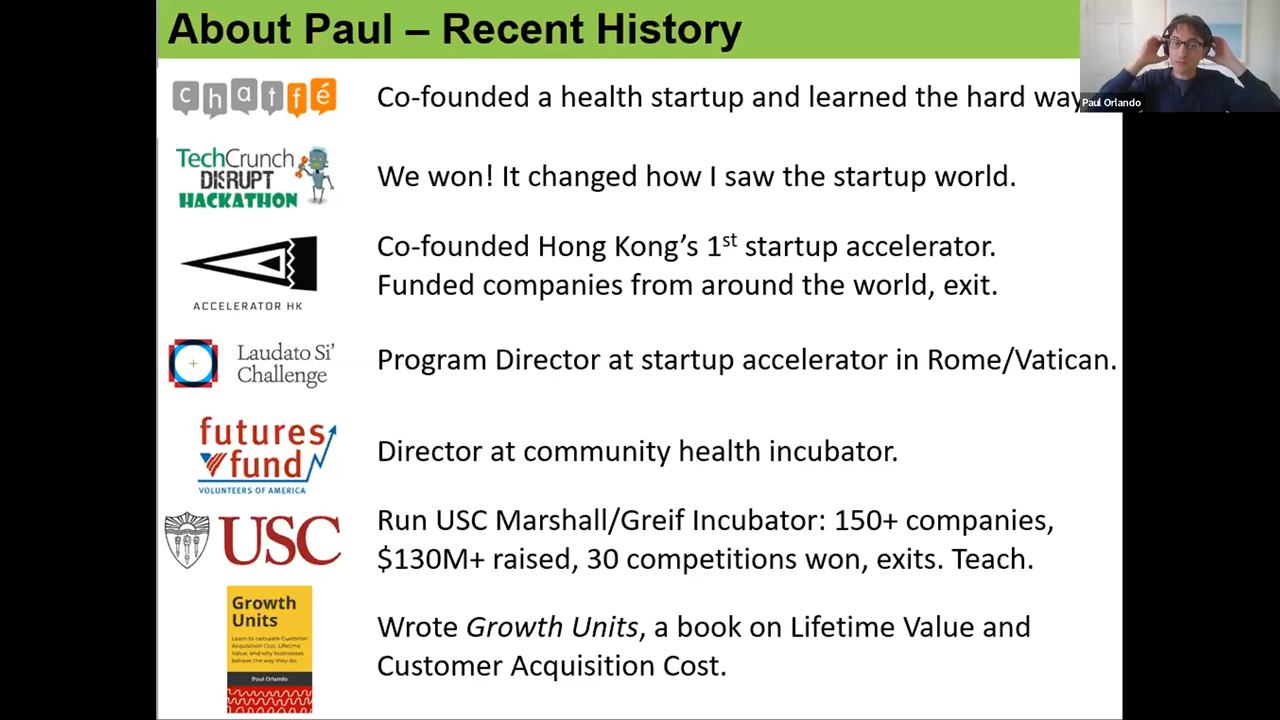 About Paul – Recent History
Paul Orlando
chatfé
Co-founded a health startup and learned the hard way
TechCrunch
DISRUPT
HACKATHON
We won! It changed how I saw the startup world.
ACCELERATOR HK
Co-founded Hong Kong’s 1st startup accelerator.
Funded companies from around the world, exit.
Laudato Si’
Challenge
Program Director at startup accelerator in Rome/Vatican.
futures
fund
VOLUNTEERS OF AMERICA
Director at community health incubator.
USC
Run USC Marshall/Greif Incubator: 150+ companies,
$130M+ raised, 30 competitions won, exits. Teach.
Growth
Units
Learn to calculate Customer
Acquisition Cost, Lifetime
Value, and why businesses
behave the way they do.
Paul Orlando
Wrote Growth Units, a book on Lifetime Value and
Customer Acquisition Cost.